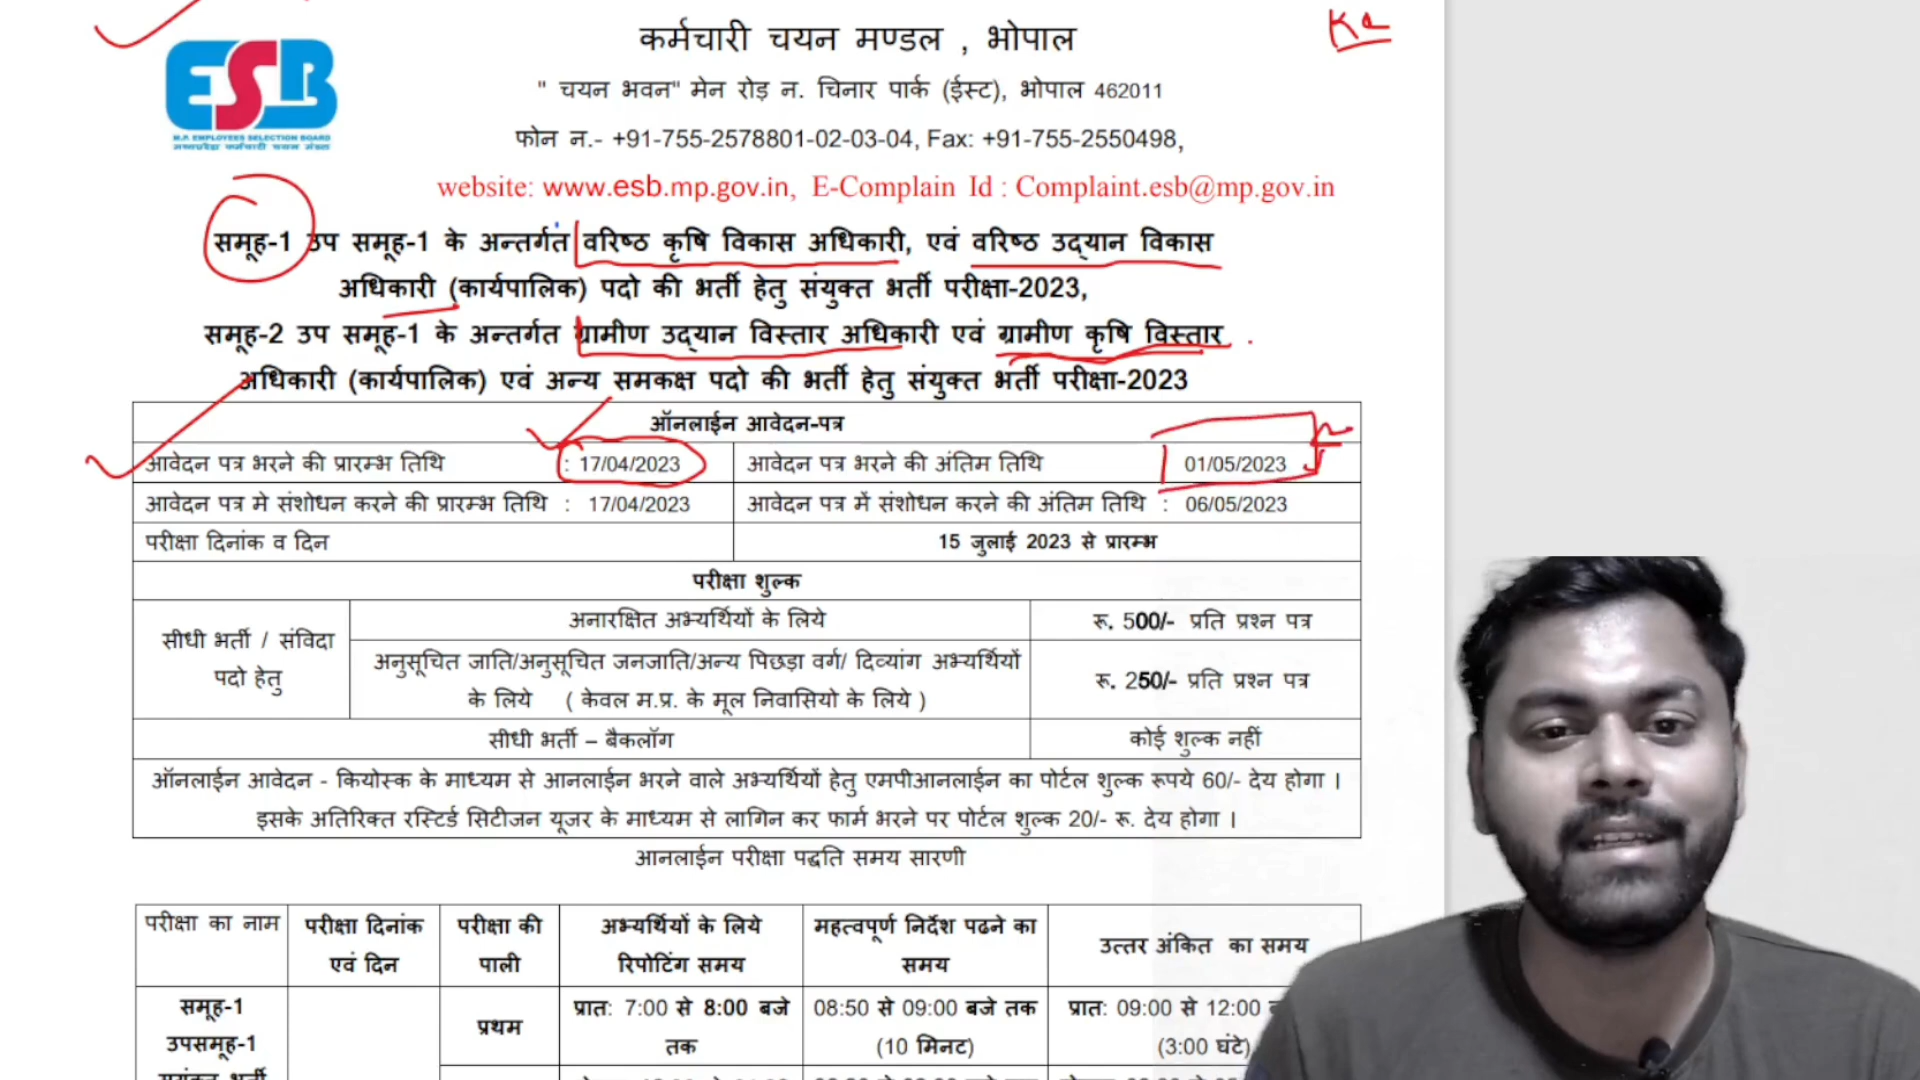 कर्मचारी चयन मण्डल , भोपाल
ESB
M.P. EMPLOYEES SELECTION BOARD
मध्यप्रदेश कर्मचारी चयन मंडल
" चयन भवन" मेन रोड़ न. चिनार पार्क (ईस्ट), भोपाल 462011
फोन न.- +91-755-2578801-02-03-04, Fax: +91-755-2550498,
website: www.esb.mp.gov.in, E-Complain Id : Complaint.esb@mp.gov.in
समूह-1 उप समूह-1 के अन्तर्गत वरिष्ठ कृषि विकास अधिकारी, एवं वरिष्ठ उद्यान विकास
अधिकारी (कार्यपालिक) पदो की भर्ती हेतु संयुक्त भर्ती परीक्षा-2023,
समूह-2 उप समूह-1 के अन्तर्गत ग्रामीण उद्यान विस्तार अधिकारी एवं ग्रामीण कृषि विस्तार
अधिकारी (कार्यपालिक) एवं अन्य समकक्ष पदो की भर्ती हेतु संयुक्त भर्ती परीक्षा-2023
ऑनलाईन आवेदन-पत्र
आवेदन पत्र भरने की प्रारम्भ तिथि : 17/04/2023 आवेदन पत्र भरने की अंतिम तिथि 01/05/2023
आवेदन पत्र मे संशोधन करने की प्रारम्भ तिथि : 17/04/2023 आवेदन पत्र में संशोधन करने की अंतिम तिथि : 06/05/2023
परीक्षा दिनांक व दिन 15 जुलाई 2023 से प्रारम्भ
परीक्षा शुल्क
सीधी भर्ती / संविदा
पदो हेतु
अनारक्षित अभ्यर्थियों के लिये रू. 500/- प्रति प्रश्न पत्र
अनुसूचित जाति/अनुसूचित जनजाति/अन्य पिछड़ा वर्ग/ दिव्यांग अभ्यर्थियों
के लिये ( केवल म.प्र. के मूल निवासियो के लिये )
रू. 250/- प्रति प्रश्न पत्र
सीधी भर्ती – बैकलॉग कोई शुल्क नहीं
ऑनलाईन आवेदन - कियोस्क के माध्यम से आनलाईन भरने वाले अभ्यर्थियों हेतु एमपीआनलाईन का पोर्टल शुल्क रूपये 60/- देय होगा ।
इसके अतिरिक्त रस्टिर्ड सिटीजन यूजर के माध्यम से लागिन कर फार्म भरने पर पोर्टल शुल्क 20/- रू. देय होगा ।
आनलाईन परीक्षा पद्धति समय सारणी
परीक्षा का नाम
परीक्षा दिनांक
एवं दिन
परीक्षा की
पाली
अभ्यर्थियों के लिये
रिपोटिंग समय
महत्वपूर्ण निर्देश पढने का
समय
उत्तर अंकित का समय
समूह-1
उपसमूह-1
प्रथम
प्रात: 7:00 से 8:00 बजे
तक
08:50 से 09:00 बजे तक
(10 मिनट)
प्रात: 09:00 से 12:00
(3:00 घंटे)